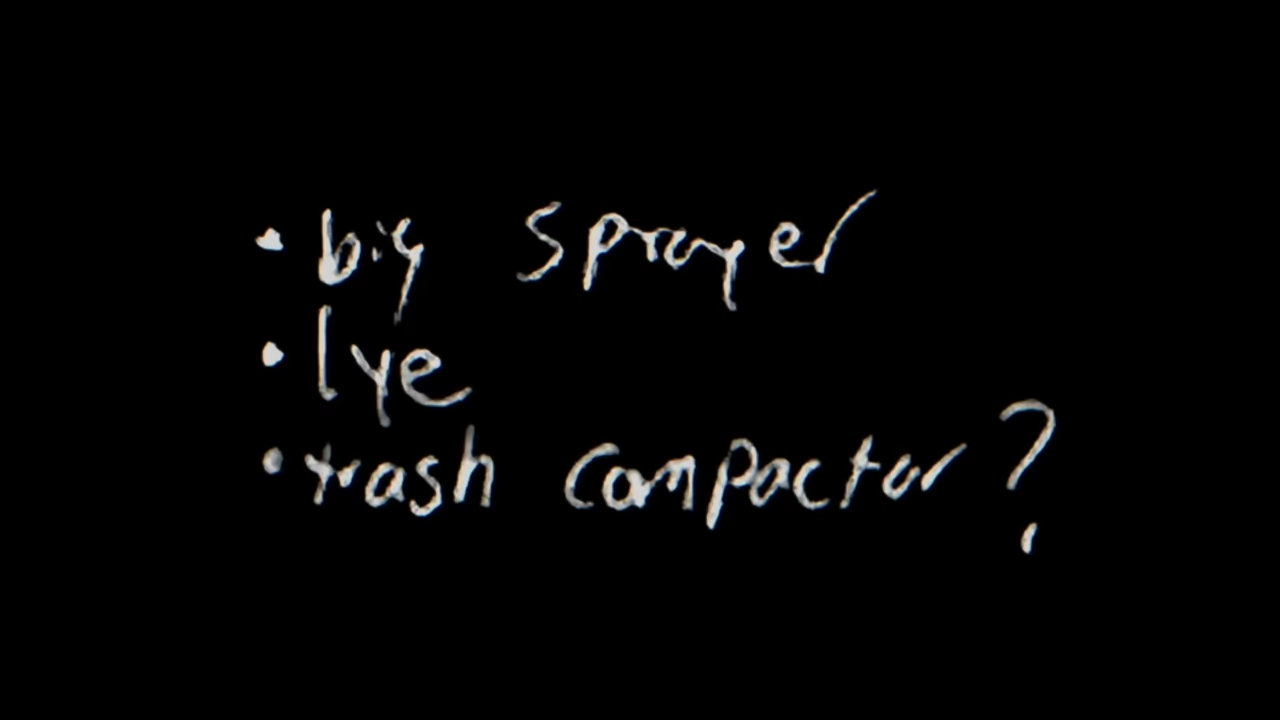 • big sprayer
• lye
• trash compactor?